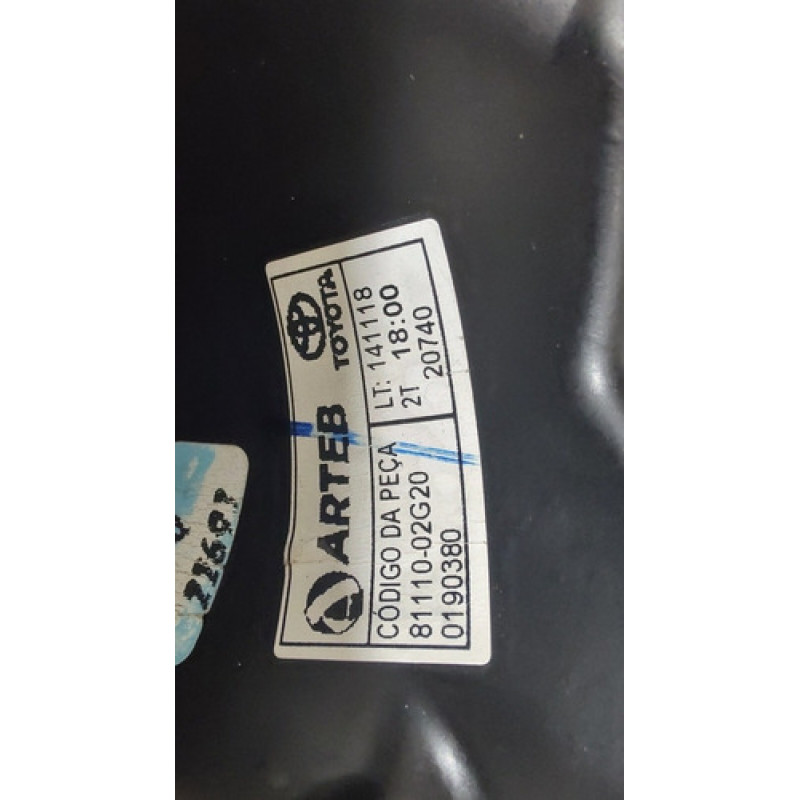 ARTEB
TOYOTA
CÓDIGO DA PEÇA
81110-02G20
0190380
LT: 141118
2T 18:00
20740